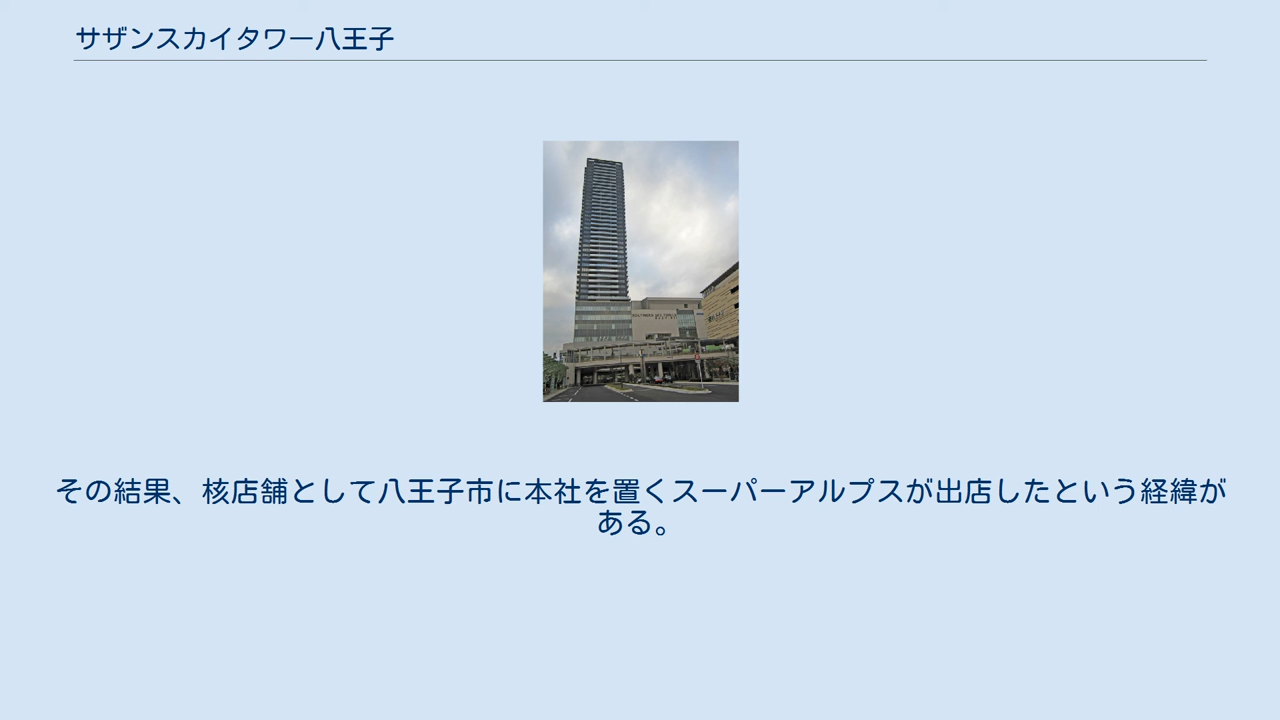 サザンスカイタワー八王子
その結果、核店舗として八王子市に本社を置くスーパーアルプスが出店したという経緯が
ある。